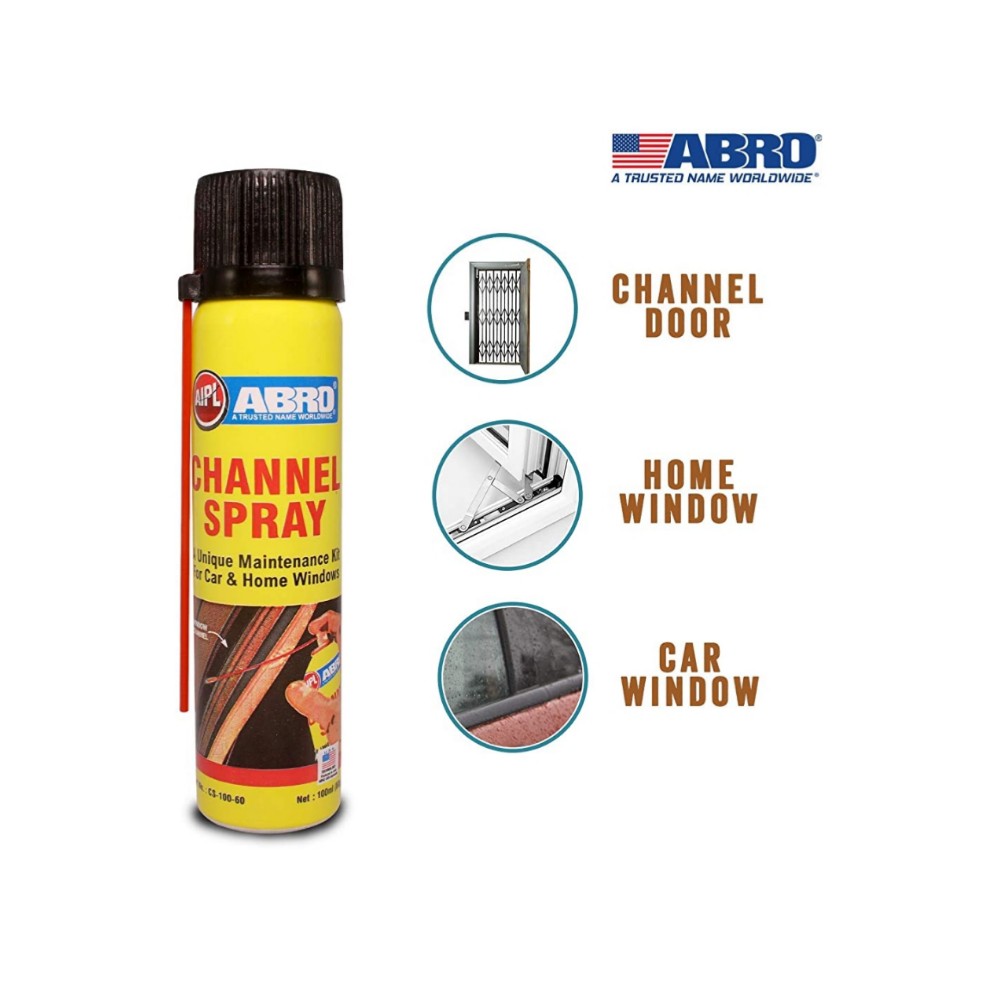 ABRO®
A TRUSTED NAME WORLDWIDE®
AIPL
ABRO®
A TRUSTED NAME WORLDWIDE
CHANNEL
SPRAY
Unique Maintenance Kit
For Car & Home Windows
ABRO
CS-100-60
Net : 100ml
CHANNEL
DOOR
HOME
WINDOW
CAR
WINDOW